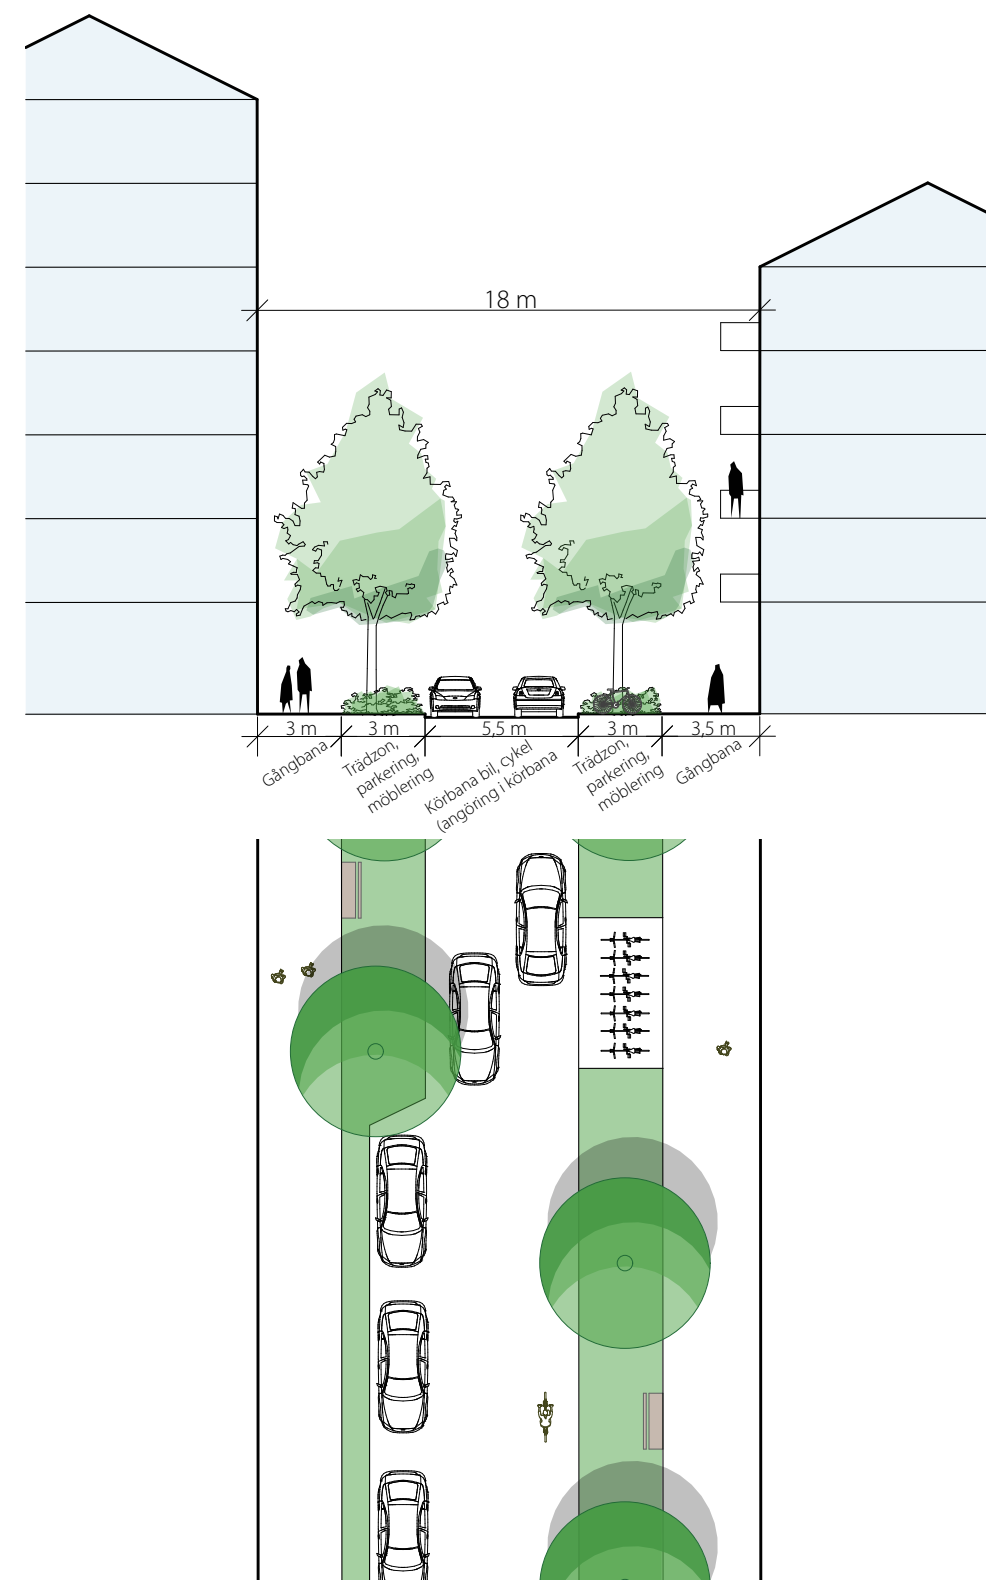 18 m
3 m
3 m
5,5 m
3 m
3,5 m
Gångbana
Trädzon,
parkering,
möblering
Körbana bil, cykel
(angöring i körbana
Trädzon,
parkering,
möblering
Gångbana